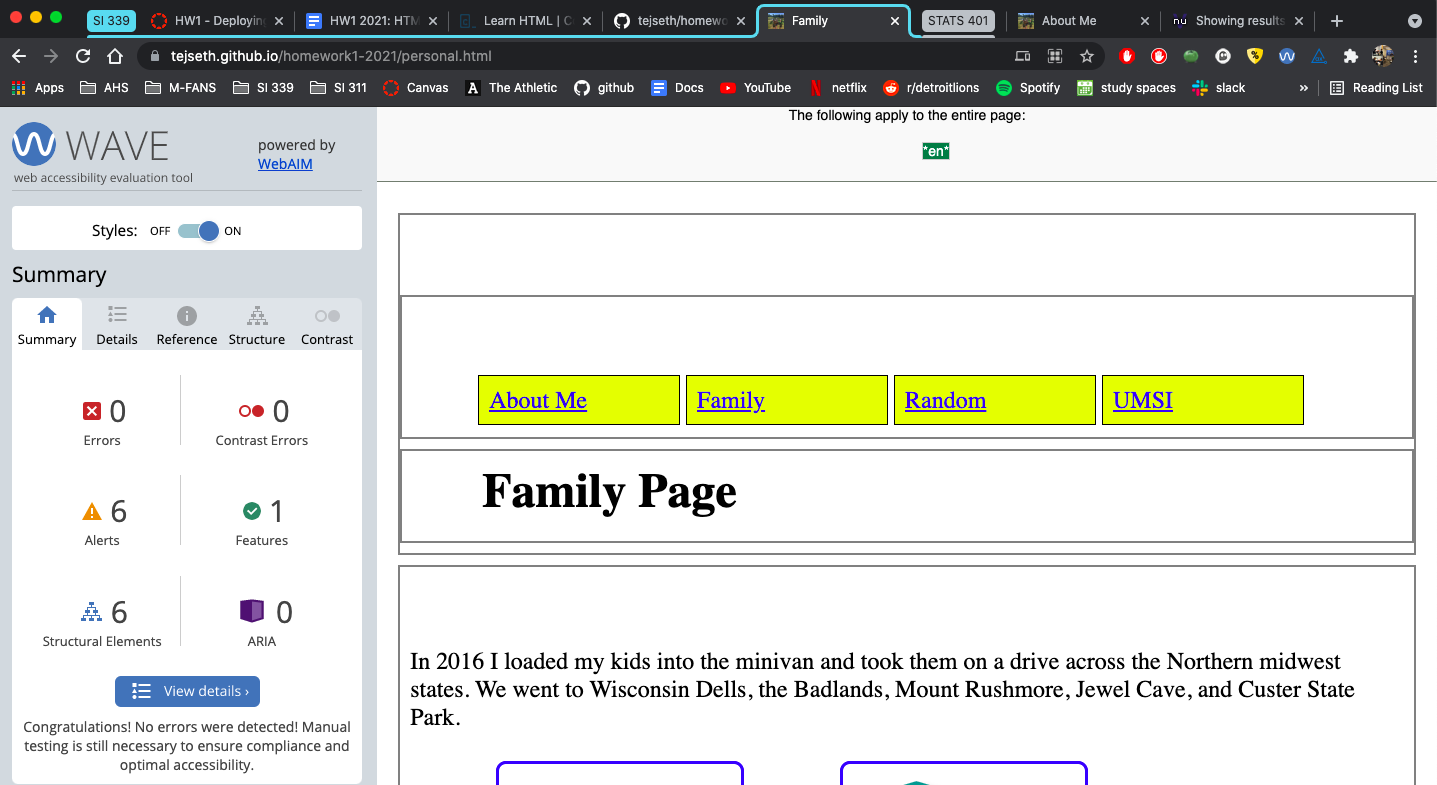 SI 339
HW1 - Deploying
HW1 2021: HTM
Learn HTML | C
tejseth/homewo
Family
STATS 401
About Me
nu
Showing results
tejseth.github.io/homework1-2021/personal.html
Apps
AHS
M-FANS
SI 339
SI 311
Canvas
A
The Athletic
github
Docs
YouTube
netflix
r/detroitlions
Spotify
study spaces
slack
»
Reading List
WAVE
web accessibility evaluation tool
powered by
WebAIM
Styles: OFF ON
Summary
Summary Details Reference Structure Contrast
0
Errors
0
Contrast Errors
6
Alerts
1
Features
6
Structural Elements
0
ARIA
View details ›
Congratulations! No errors were detected! Manual
testing is still necessary to ensure compliance and
optimal accessibility.
The following apply to the entire page:
*en*
About Me
Family
Random
UMSI
Family Page
In 2016 I loaded my kids into the minivan and took them on a drive across the Northern midwest
states. We went to Wisconsin Dells, the Badlands, Mount Rushmore, Jewel Cave, and Custer State
Park.